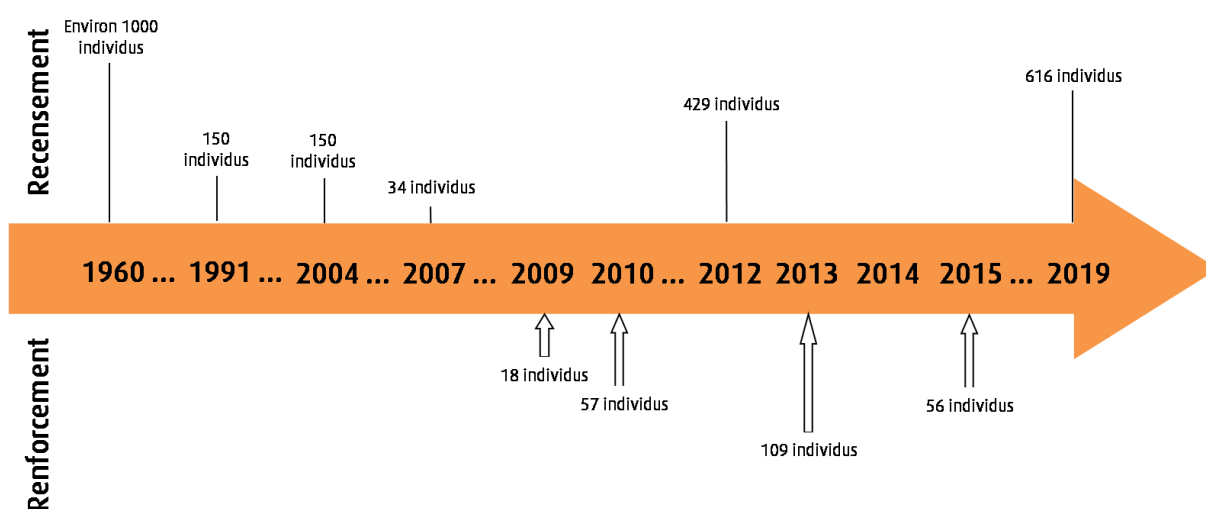 Recensement
Environ 1000
individus
150
individus
150
individus
34 individus
429 individus
616 individus
1960 ... 1991 ... 2004 ... 2007 ... 2009 2010 ... 2012 2013 2014 2015 ... 2019
Renforcement
18 individus
57 individus
109 individus
56 individus